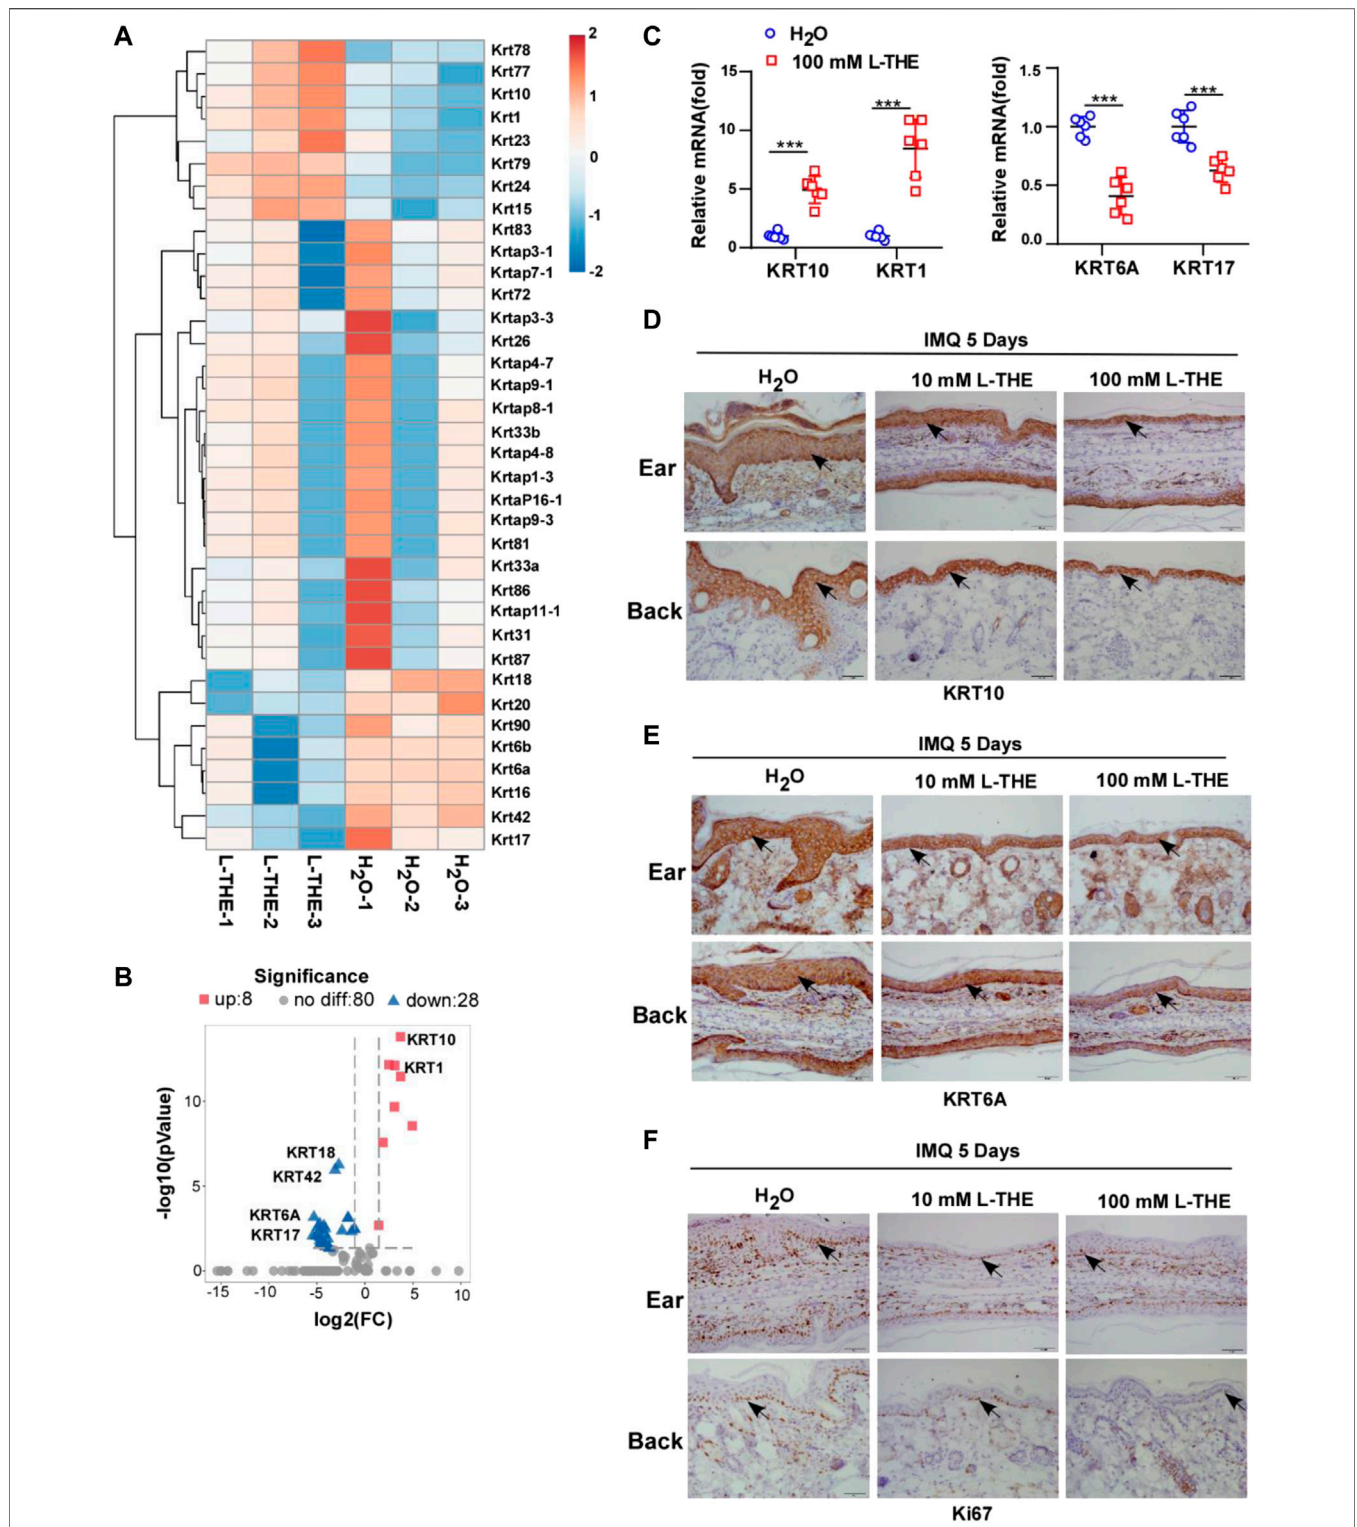 A
2
1
0
-1
-2
Krt78
Krt77
Krt10
Krt1
Krt23
Krt79
Krt24
Krt15
Krt83
Krtap3-1
Krtap7-1
Krt72
Krtap3-3
Krt26
Krtap4-7
Krtap9-1
Krtap8-1
Krt33b
Krtap4-8
Krtap1-3
KrtaP16-1
Krtap9-3
Krt81
Krt33a
Krt86
Krtap11-1
Krt31
Krt87
Krt18
Krt20
Krt90
Krt6b
Krt6a
Krt16
Krt42
Krt17
L-THE-1
L-THE-2
L-THE-3
H2O-1
H2O-2
H2O-3
B
Significance
up:8 no diff:80 down:28
KRT10
KRT1
KRT18
KRT42
KRT6A
KRT17
-log10(pValue)
10
5
0
-15 -10 -5 0 5 10
log2(FC)
C
H2O
100 mM L-THE
Relative mRNA(fold)
15
10
5
0
***
***
KRT10 KRT1
Relative mRNA(fold)
1.5
1.0
0.5
0.0
***
***
KRT6A KRT17
D
IMQ 5 Days
H2O 10 mM L-THE 100 mM L-THE
Ear
Back
KRT10
E
IMQ 5 Days
H2O 10 mM L-THE 100 mM L-THE
Ear
Back
KRT6A
F
IMQ 5 Days
H2O 10 mM L-THE 100 mM L-THE
Ear
Back
Ki67